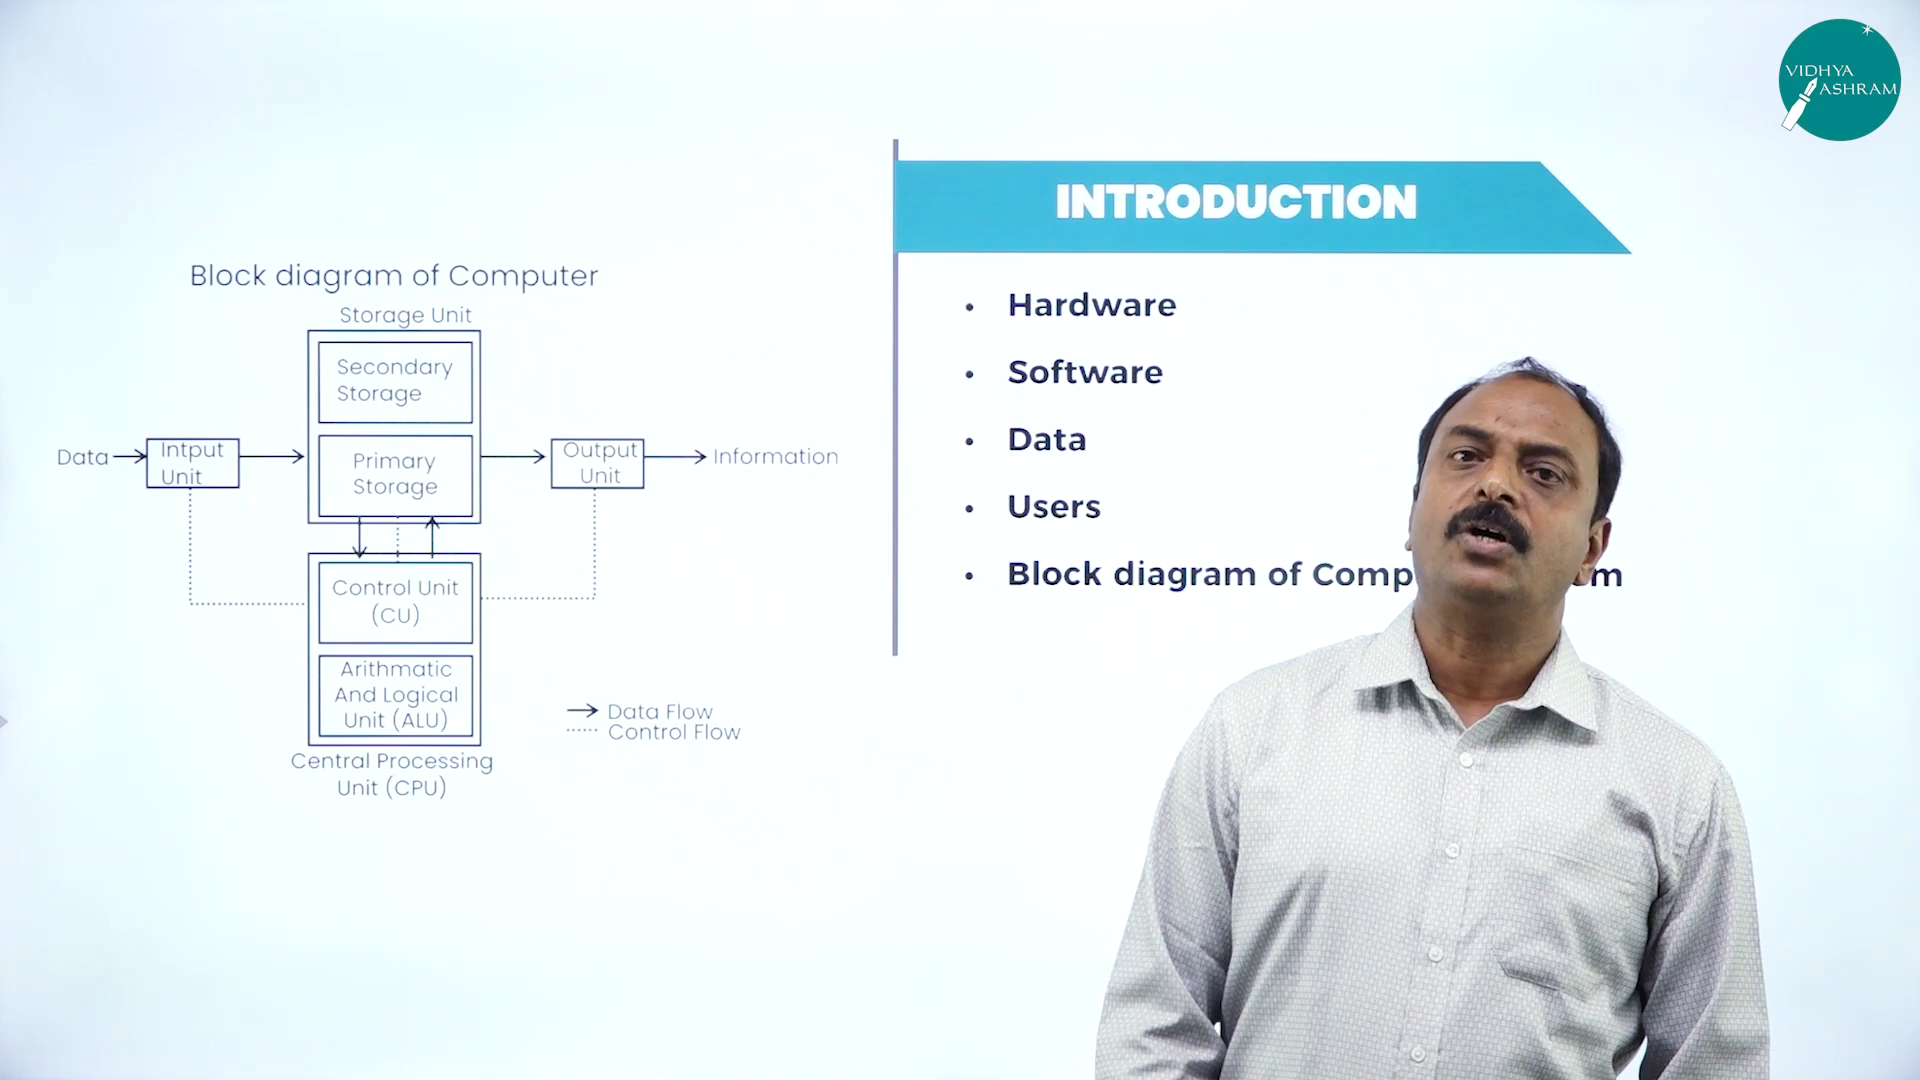 VIDHYA
ASHRAM
INTRODUCTION
• Hardware
• Software
• Data
• Users
• Block diagram of Comp m
Block diagram of Computer
Storage Unit
Secondary
Storage
Data
Intput
Unit
Primary
Storage
Output
Unit
Information
Control Unit
(CU)
Arithmatic
And Logical
Unit (ALU)
Central Processing
Unit (CPU)
Data Flow
Control Flow